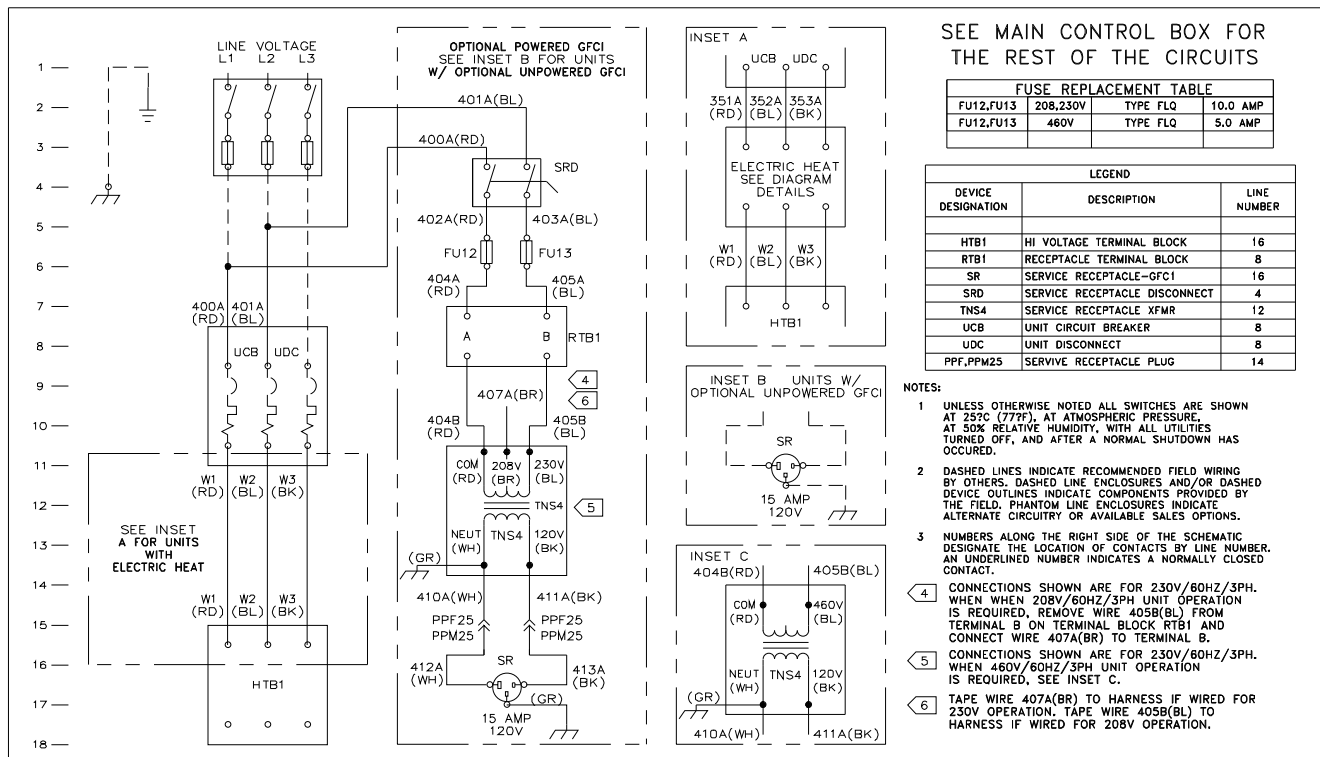 LINE VOLTAGE
L1 L2 L3
1
2
3
4
5
6
7
8
9
10
11
12
13
14
15
16
17
18
400A 401A
(RD) (BL)
UCB UDC
W1 W2 W3
(RD) (BL) (BK)
SEE INSET
A FOR UNITS
WITH
ELECTRIC HEAT
W1 W2 W3
(RD) (BL) (BK)
HTB1
OPTIONAL POWERED GFCI
SEE INSET B FOR UNITS
W/ OPTIONAL UNPOWERED GFCI
401A(BL)
400A(RD)
SRD
402A(RD) 403A(BL)
FU12 FU13
404A 405A
(RD) (BL)
A B RTB1
4
407A(BR) 6
404B 405B
(RD) (BL)
COM 208V 230V
(RD) (BR) (BL)
TNS4 5
NEUT TNS4 120V
(WH) (BK)
(GR)
410A(WH) 411A(BK)
PPF25 PPF25
PPM25 PPM25
412A SR 413A
(WH) (BK)
(GR)
15 AMP
120V
INSET A
UCB UDC
351A 352A 353A
(RD) (BL) (BK)
ELECTRIC HEAT
SEE DIAGRAM
DETAILS
W1 W2 W3
(RD) (BL) (BK)
HTB1
INSET B UNITS W/
OPTIONAL UNPOWERED GFCI
SR
15 AMP
120V
INSET C
404B(RD) 405B(BL)
COM 460V
(RD) (BL)
NEUT TNS4 120V
(WH) (BK)
(GR)
410A(WH) 411A(BK)
SEE MAIN CONTROL BOX FOR
THE REST OF THE CIRCUITS
FUSE REPLACEMENT TABLE
FU12,FU13 208,230V TYPE FLQ 10.0 AMP
FU12,FU13 460V TYPE FLQ 5.0 AMP
LEGEND
DEVICE DESCRIPTION LINE
DESIGNATION NUMBER
HTB1 HI VOLTAGE TERMINAL BLOCK 16
RTB1 RECEPTACLE TERMINAL BLOCK 8
SR SERVICE RECEPTACLE-GFC1 16
SRD SERVICE RECEPTACLE DISCONNECT 4
TNS4 SERVICE RECEPTACLE XFMR 12
UCB UNIT CIRCUIT BREAKER 8
UDC UNIT DISCONNECT 8
PPF,PPM25 SERVIVE RECEPTACLE PLUG 14
NOTES:
1 UNLESS OTHERWISE NOTED ALL SWITCHES ARE SHOWN
AT 25?C (77?F), AT ATMOSPHERIC PRESSURE,
AT 50% RELATIVE HUMIDITY, WITH ALL UTILITIES
TURNED OFF, AND AFTER A NORMAL SHUTDOWN HAS
OCCURED.
2 DASHED LINES INDICATE RECOMMENDED FIELD WIRING
BY OTHERS. DASHED LINE ENCLOSURES AND/OR DASHED
DEVICE OUTLINES INDICATE COMPONENTS PROVIDED BY
THE FIELD. PHANTOM LINE ENCLOSURES INDICATE
ALTERNATE CIRCUITRY OR AVAILABLE SALES OPTIONS.
3 NUMBERS ALONG THE RIGHT SIDE OF THE SCHEMATIC
DESIGNATE THE LOCATION OF CONTACTS BY LINE NUMBER.
AN UNDERLINED NUMBER INDICATES A NORMALLY CLOSED
CONTACT.
4 CONNECTIONS SHOWN ARE FOR 230V/60HZ/3PH.
WHEN WHEN 208V/60HZ/3PH UNIT OPERATION
IS REQUIRED, REMOVE WIRE 405B(BL) FROM
TERMINAL B ON TERMINAL BLOCK RTB1 AND
CONNECT WIRE 407A(BR) TO TERMINAL B.
5 CONNECTIONS SHOWN ARE FOR 230V/60HZ/3PH.
WHEN 460V/60HZ/3PH UNIT OPERATION
IS REQUIRED, SEE INSET C.
6 TAPE WIRE 407A(BR) TO HARNESS IF WIRED FOR
230V OPERATION. TAPE WIRE 405B(BL) TO
HARNESS IF WIRED FOR 208V OPERATION.